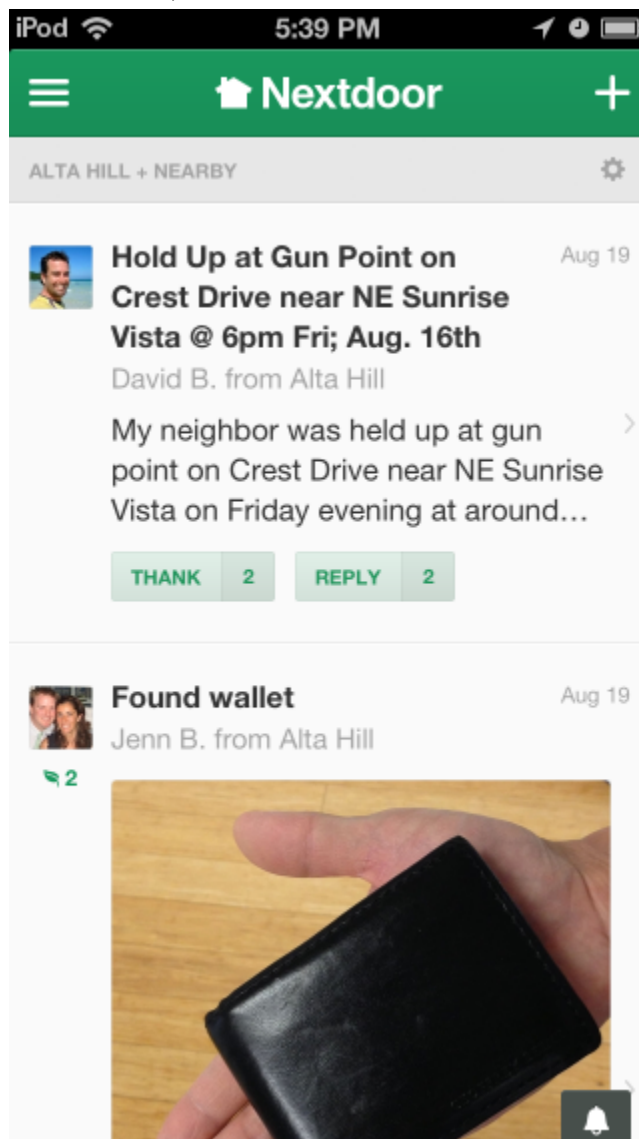 iPod 5:39 PM
Nextdoor
ALTA HILL + NEARBY
Hold Up at Gun Point on
Aug 19
Crest Drive near NE Sunrise
Vista @ 6pm Fri; Aug. 16th
David B. from Alta Hill
My neighbor was held up at gun
point on Crest Drive near NE Sunrise
Vista on Friday evening at around...
THANK 2 REPLY 2
Found wallet
Aug 19
Jenn B. from Alta Hill
2